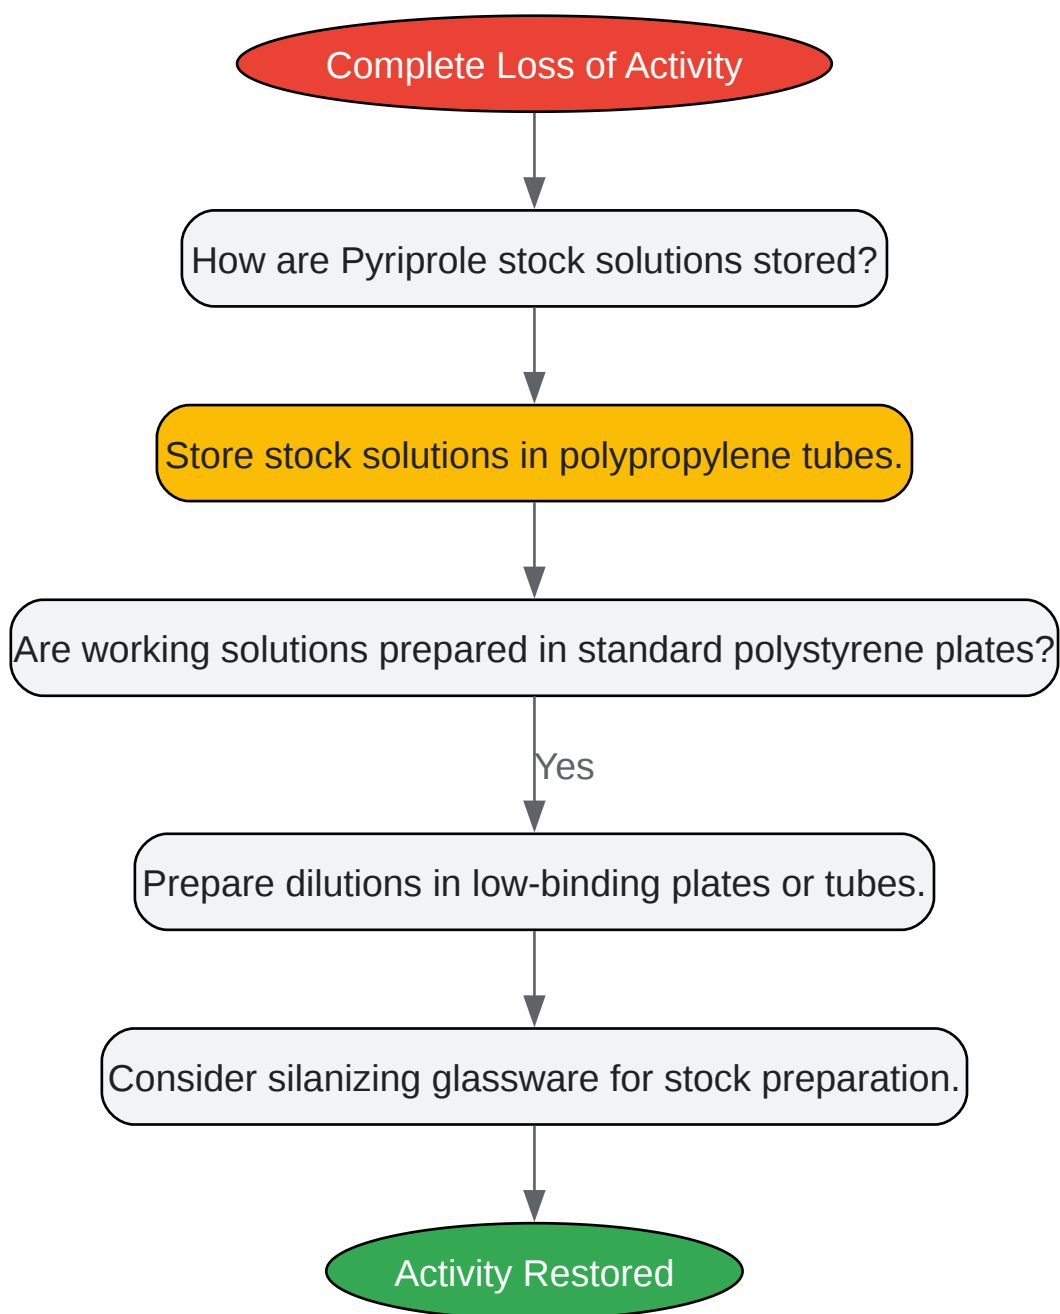 Complete Loss of Activity
How are Pyriprole stock solutions stored?
Store stock solutions in polypropylene tubes.
Are working solutions prepared in standard polystyrene plates?
Yes
Prepare dilutions in low-binding plates or tubes.
Consider silanizing glassware for stock preparation.
Activity Restored